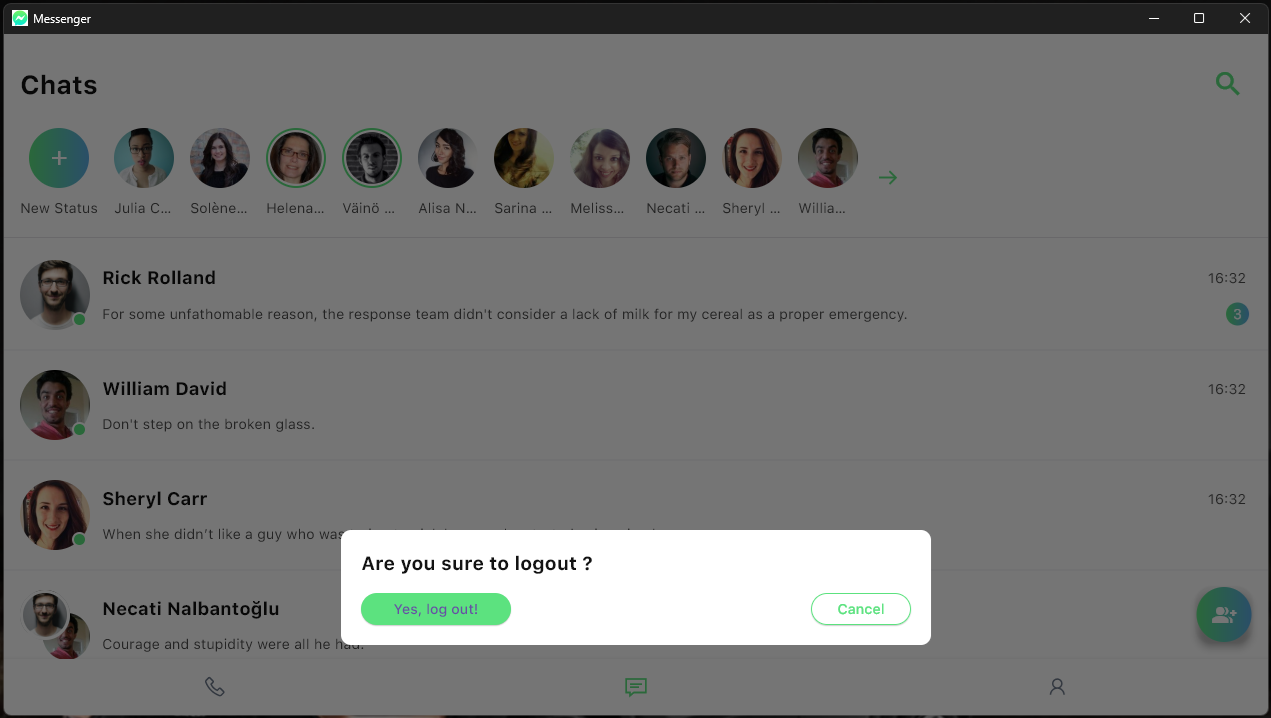 Messenger
Chats
New Status
Julia C...
Solène...
Helena...
Väinö ...
Alisa N...
Sarina ...
Meliss...
Necati ...
Sheryl ...
Willia...
Rick Rolland
16:32
For some unfathomable reason, the response team didn't consider a lack of milk for my cereal as a proper emergency.
3
William David
16:32
Don't step on the broken glass.
Sheryl Carr
16:32
When she didn't like a guy who was
Are you sure to logout ?
Yes, log out!
Cancel
Necati Nalbantoğlu
Courage and stupidity were all he had.